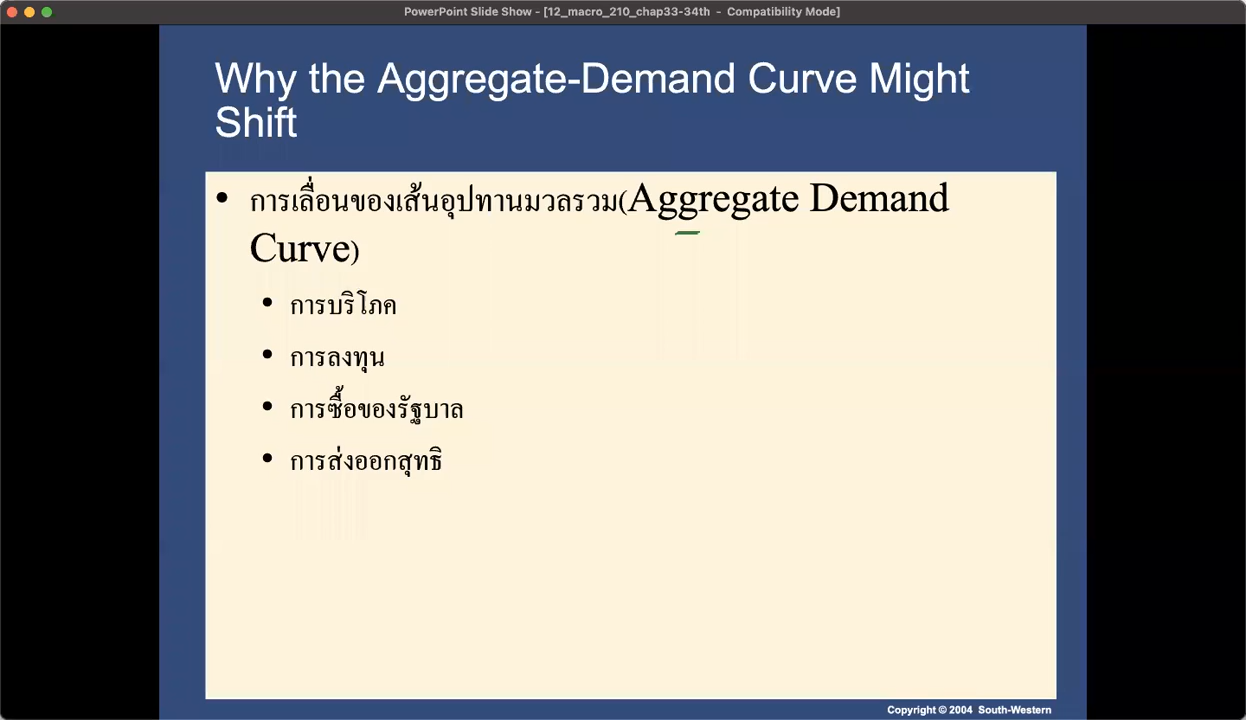 PowerPoint Slide Show - [12_macro_210_chap33-34th - Compatibility Mode]
Why the Aggregate-Demand Curve Might
Shift
• การเลื่อนของเส้นอุปทานมวลรวม(Aggregate Demand
Curve)
• การบริโภค
• การลงทุน
• การซื้อของรัฐบาล
• การส่งออกสุทธิ
Copyright © 2004 South-Western